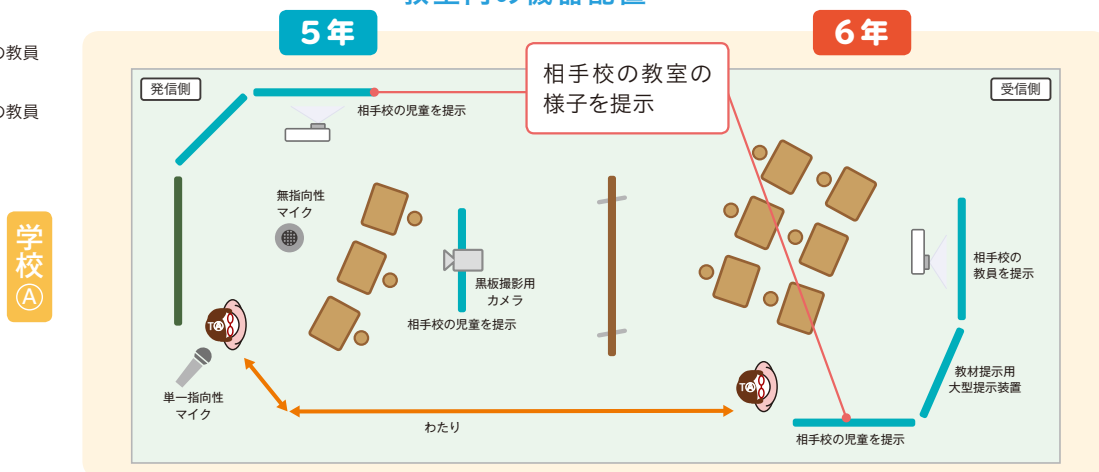 5年
6年
の教員
の教員
発信側
受信側
相手校の教室の
様子を提示
相手校の児童を提示
無指向性
マイク
黒板撮影用
カメラ
相手校の児童を提示
相手校の
教員を提示
学校Ⓐ
TⒶ
単一指向性
マイク
わたり
TⒶ
教材提示用
大型提示装置
相手校の児童を提示